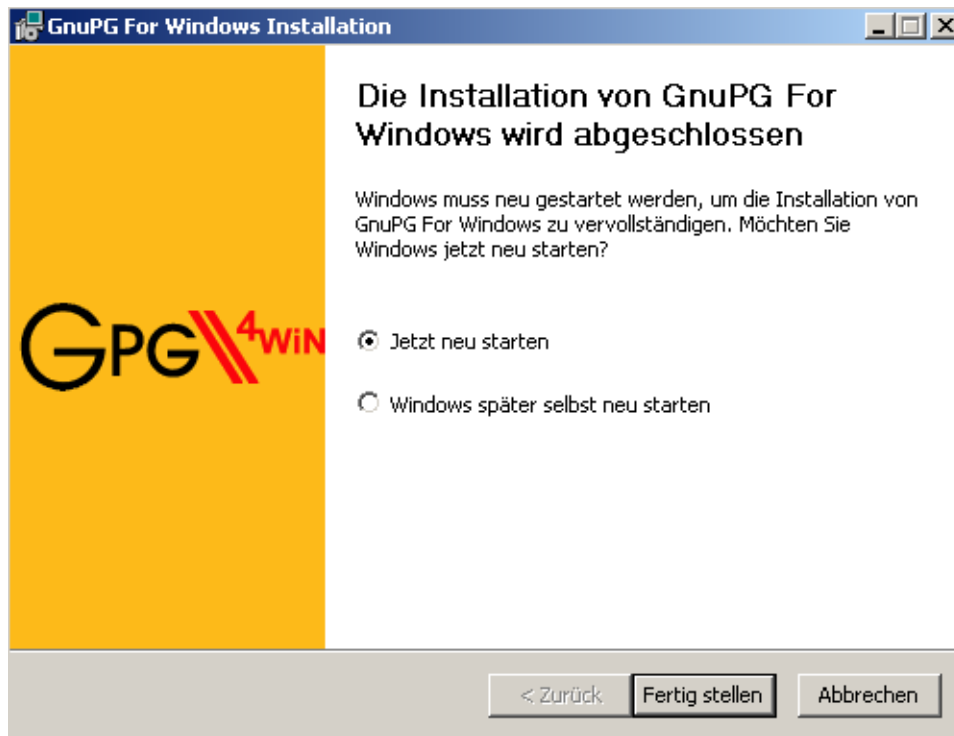 GnuPG For Windows Installation
Die Installation von GnuPG For
Windows wird abgeschlossen
Windows muss neu gestartet werden, um die Installation von
GnuPG For Windows zu vervollständigen. Möchten Sie
Windows jetzt neu starten?
GPG4WiN
Jetzt neu starten
Windows später selbst neu starten
< Zurück
Fertig stellen
Abbrechen